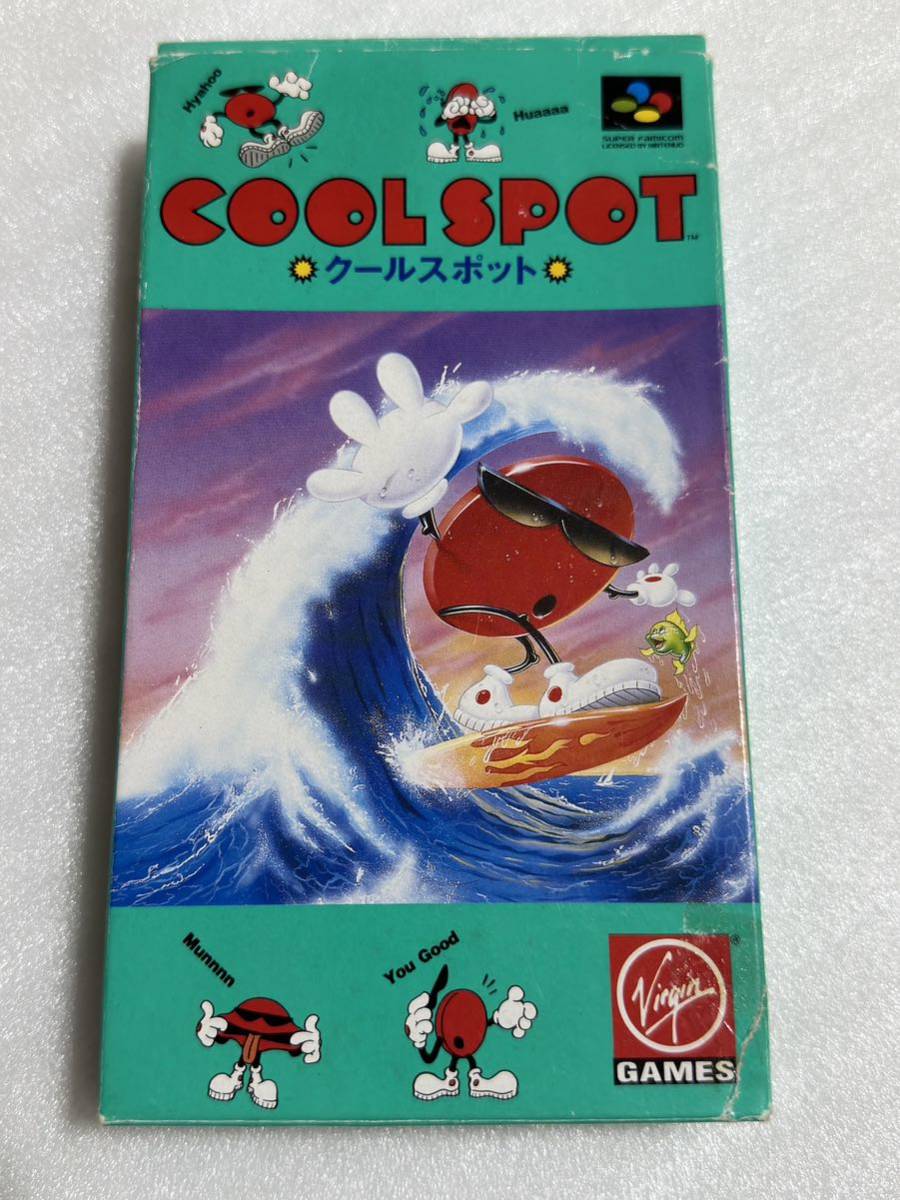 Hyahoo
Huaaaa
SUPER FAMICOM
LICENSED BY NINTENDO
COOL SPOT™
クールスポット
Munnnn
You Good
Virgin®
GAMES